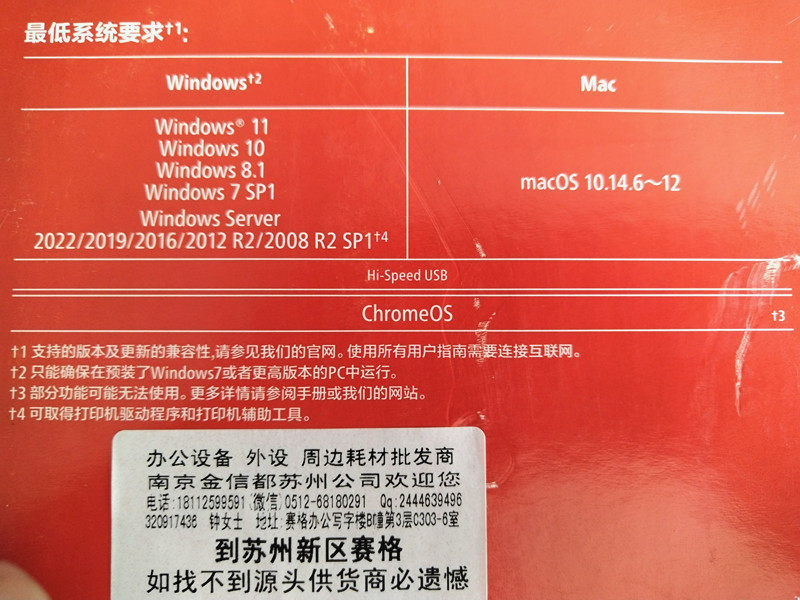 最低系统要求†1:
Windows†2
Mac
Windows® 11
Windows 10
Windows 8.1
Windows 7 SP1
Windows Server
2022/2019/2016/2012 R2/2008 R2 SP1†4
macOS 10.14.6～12
Hi-Speed USB
ChromeOS †3
†1 支持的版本及更新的兼容性,请参见我们的官网。使用所有用户指南需要连接互联网。
†2 只能确保在预装了Windows7或者更高版本的PC中运行。
†3 部分功能可能无法使用。更多详情请参阅手册或我们的网站。
†4 可取得打印机驱动程序和打印机辅助工具。
办公设备 外设 周边耗材批发商
南京金信都苏州公司欢迎您
电话:18112599591(微信)0512-68180291 Qq:2444639496
320917436 钟女士 地址:赛格办公写字楼B幢第3层C303-6室
到苏州新区赛格
如找不到源头供货商必遗憾